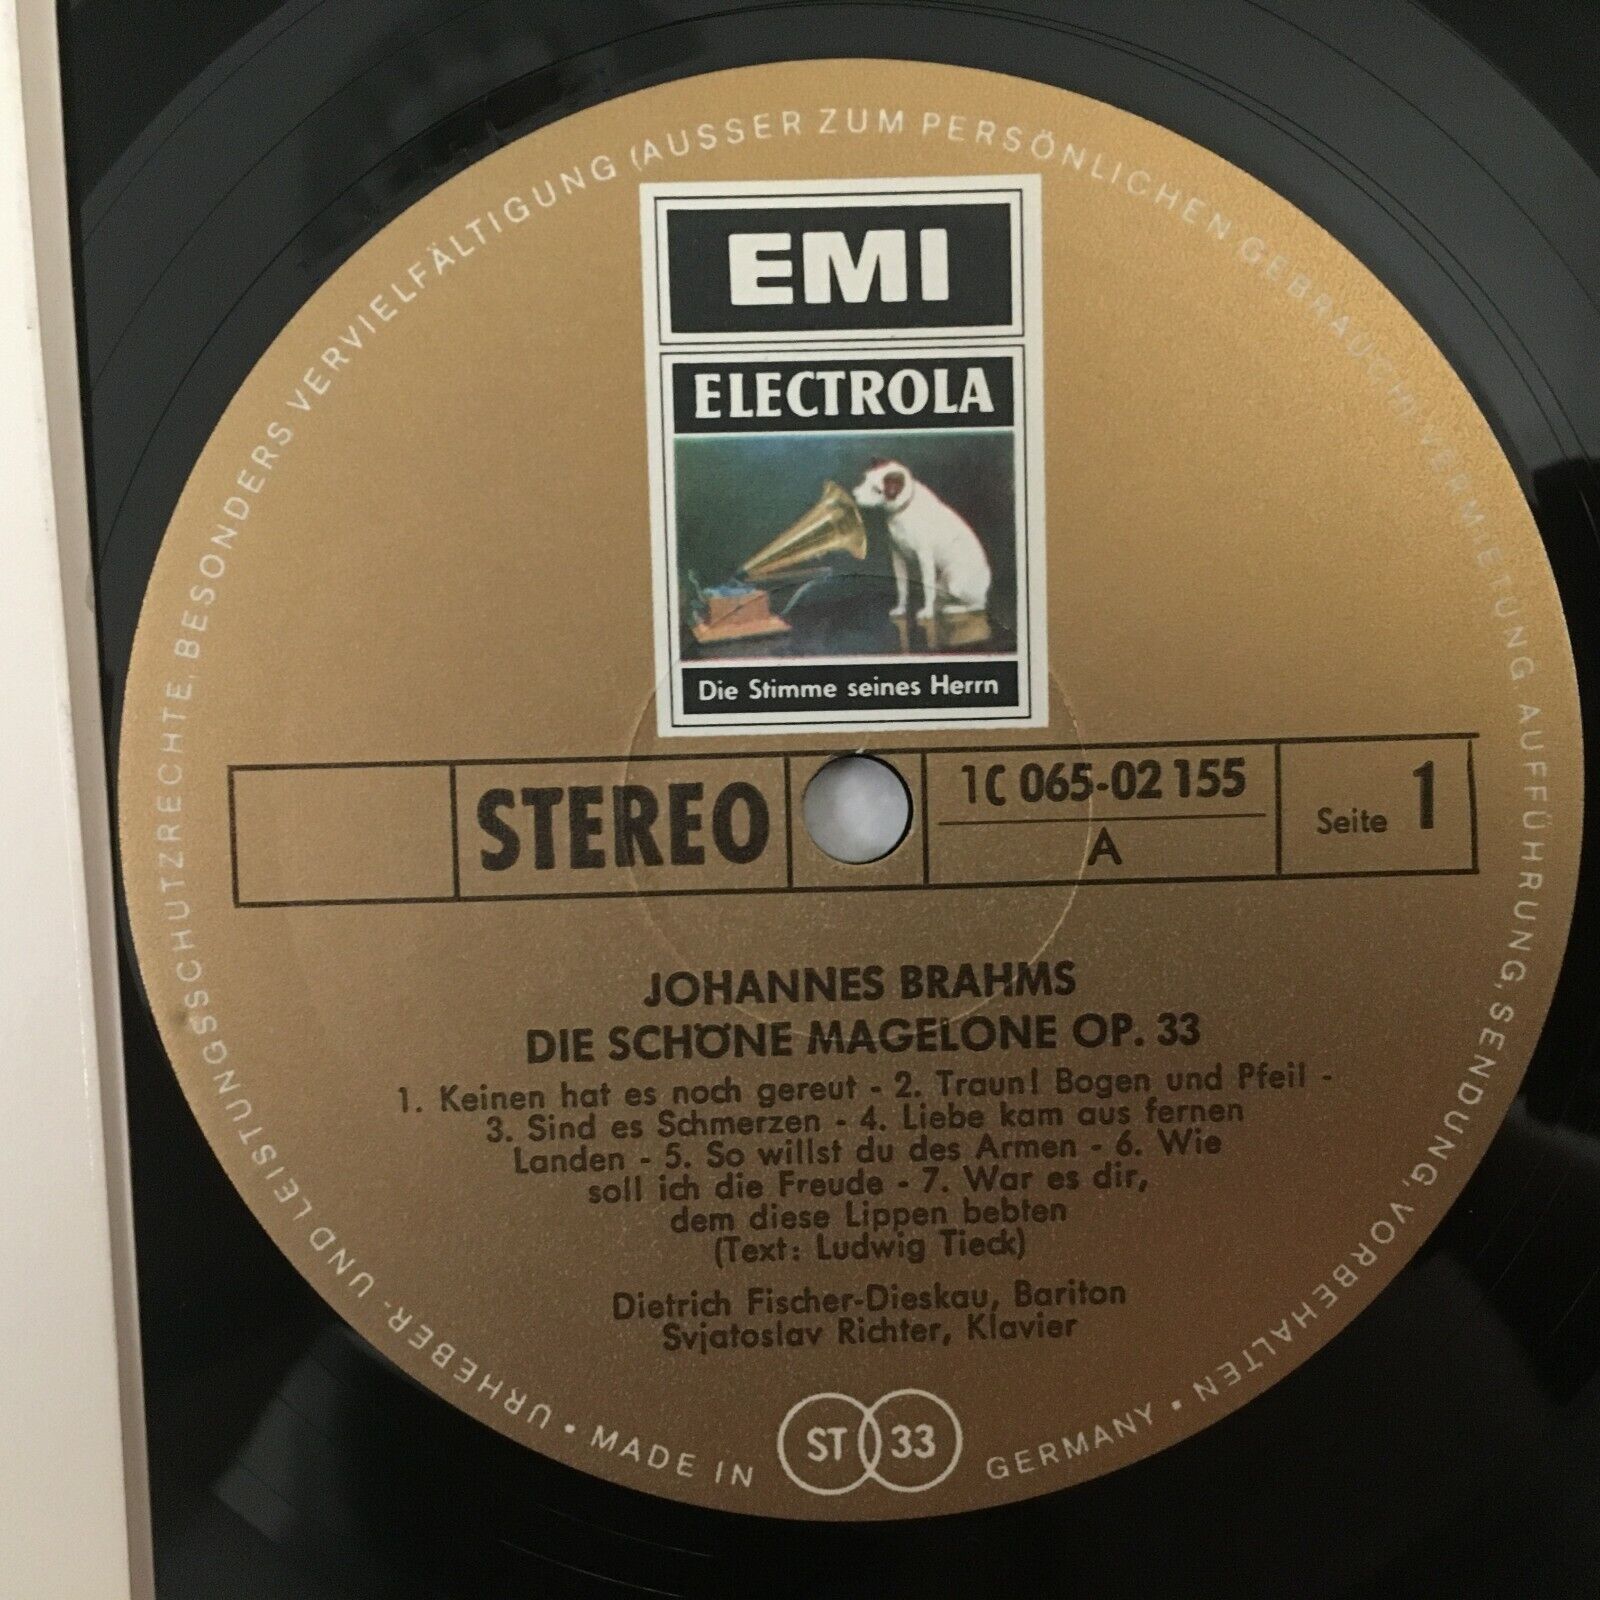 URHEBER- UND LEISTUNGSSCHUTZRECHTE, BESONDERS VERVIELFÄLTIGUNG (AUSSER ZUM PERSÖNLICHEN GEBRAUCH) VERMIETUNG, AUFFÜHRUNG, SENDUNG, VORBEHALTEN
EMI
ELECTROLA
Die Stimme seines Herrn
STEREO
1C 065-02 155
A
Seite 1
JOHANNES BRAHMS
DIE SCHÖNE MAGELONE OP. 33
1. Keinen hat es noch gereut - 2. Traun! Bogen und Pfeil -
3. Sind es Schmerzen - 4. Liebe kam aus fernen
Landen - 5. So willst du des Armen - 6. Wie
soll ich die Freude - 7. War es dir,
dem diese Lippen bebten
(Text: Ludwig Tieck)
Dietrich Fischer-Dieskau, Bariton
Svjatoslav Richter, Klavier
• MADE IN GERMANY •
ST 33